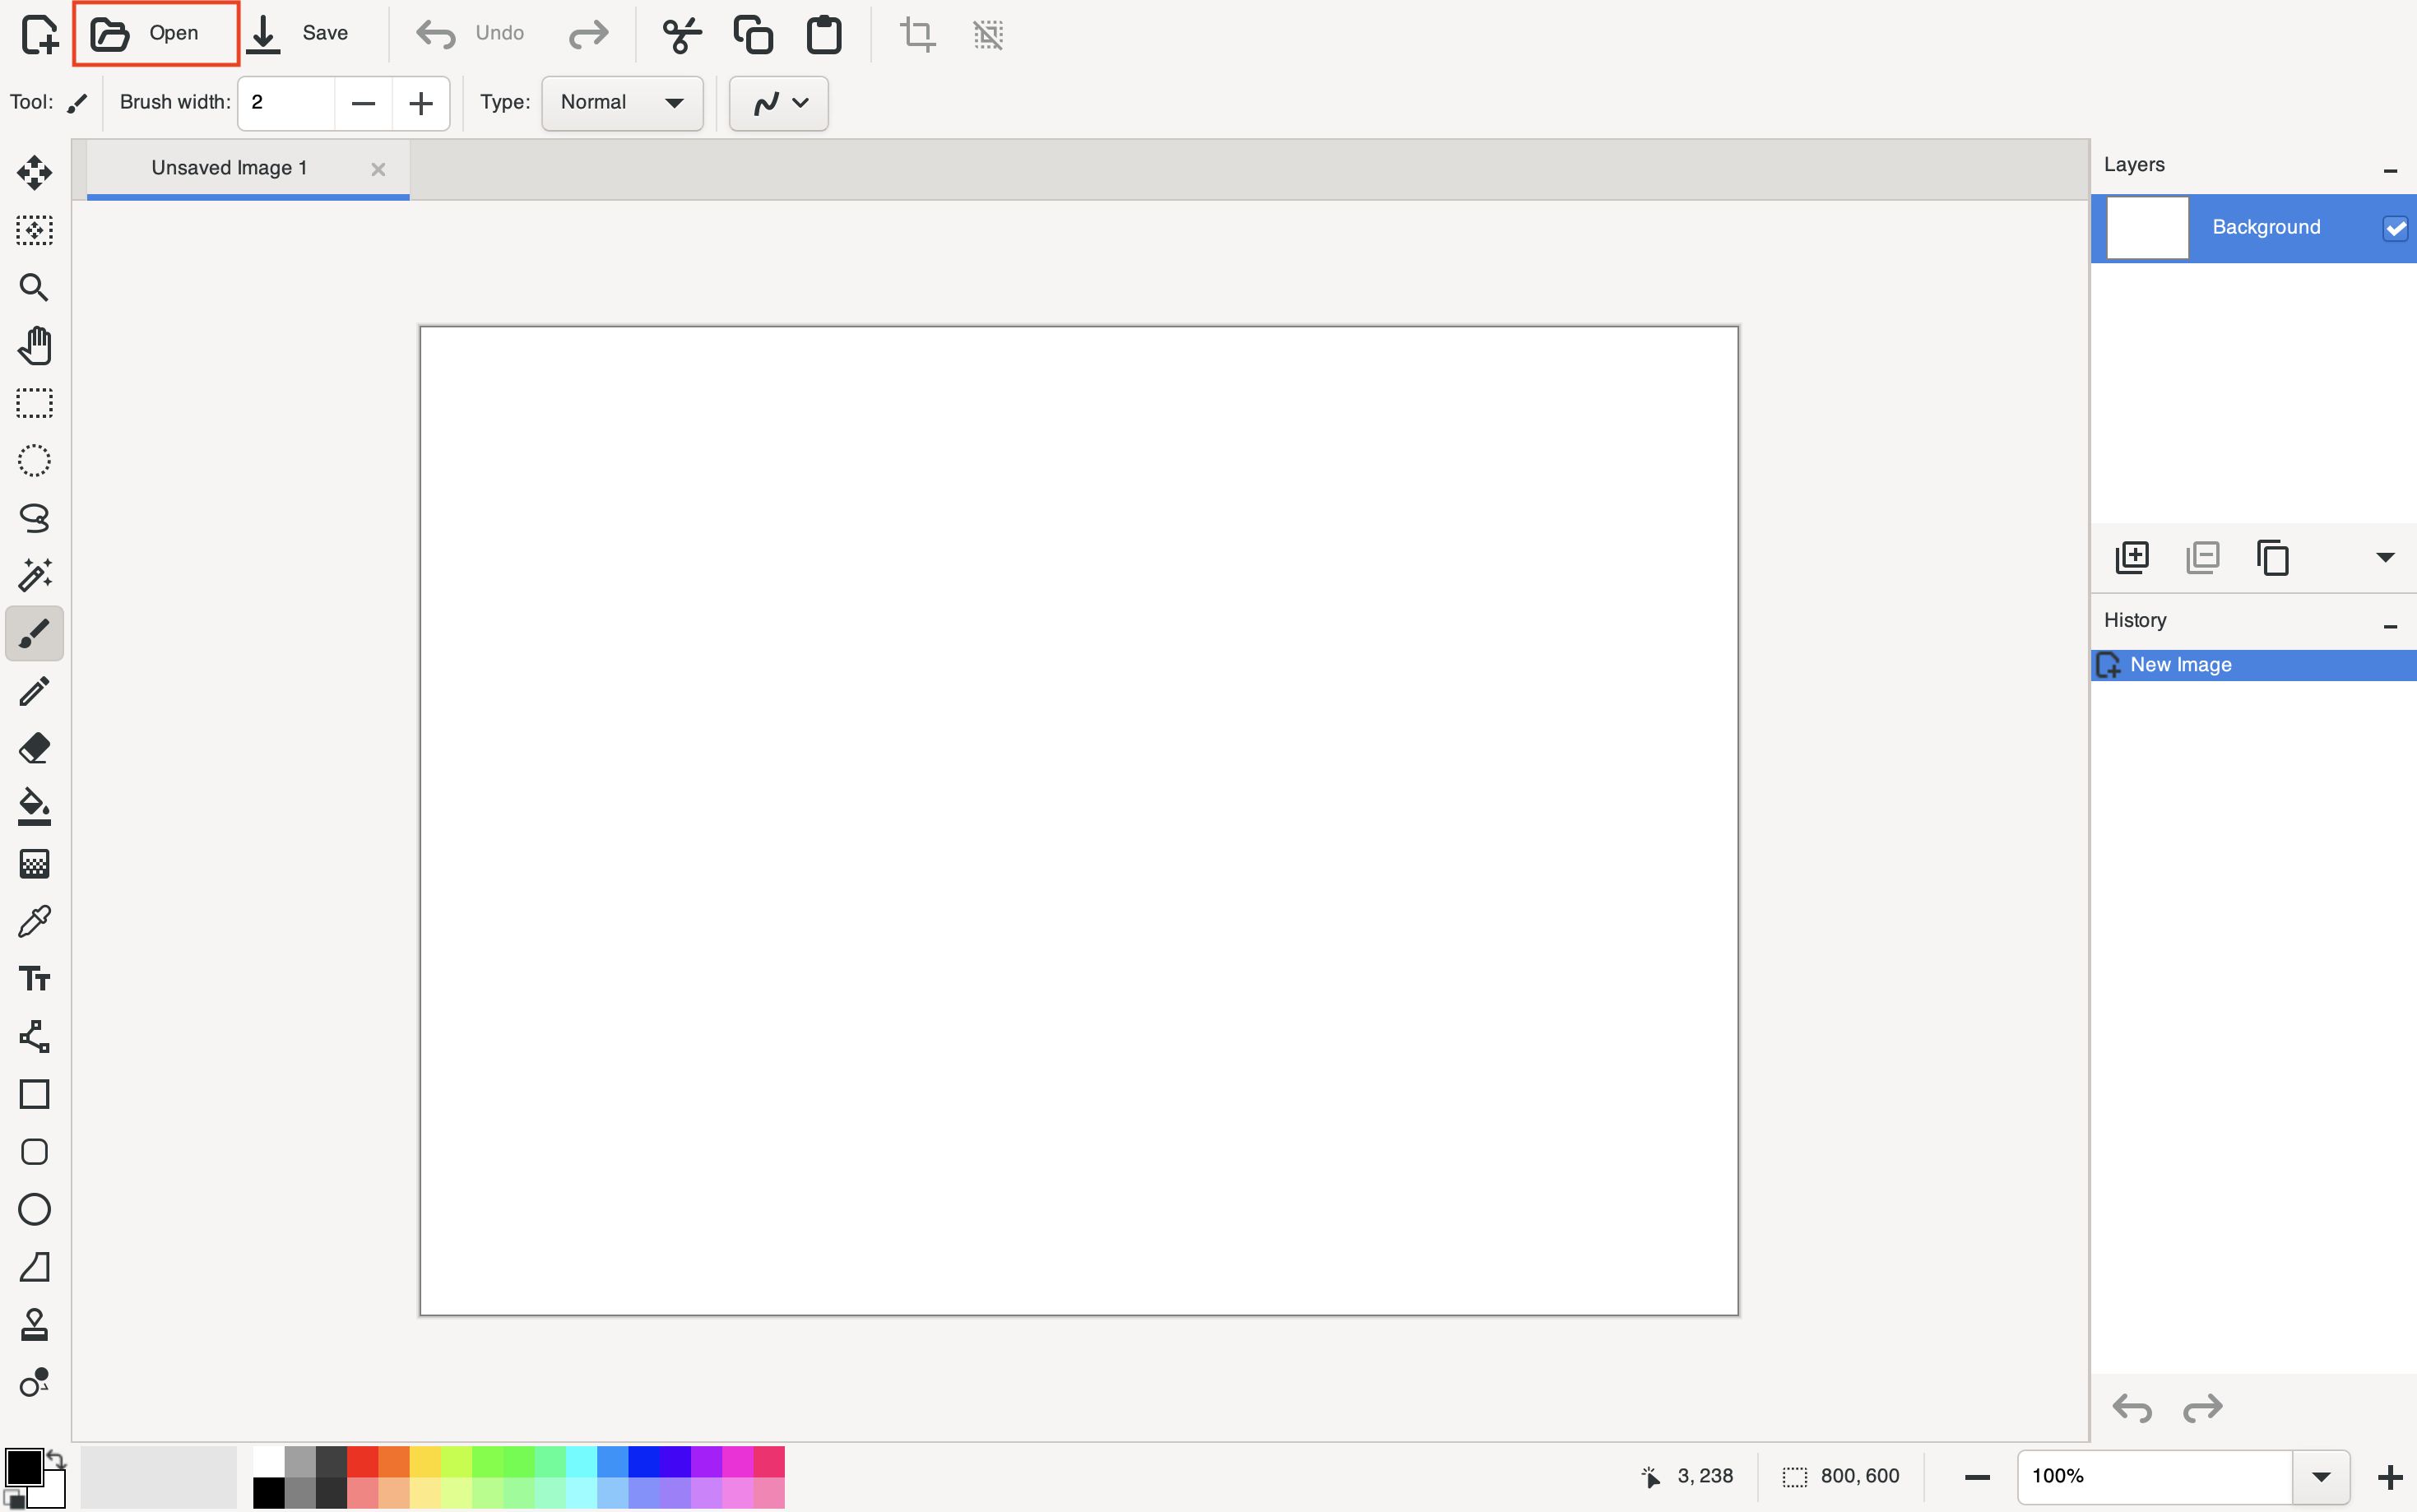 Open Save Undo
Tool: Brush width: 2 Type: Normal
Unsaved Image 1
Layers
Background
History
New Image
3, 238 800, 600 100%